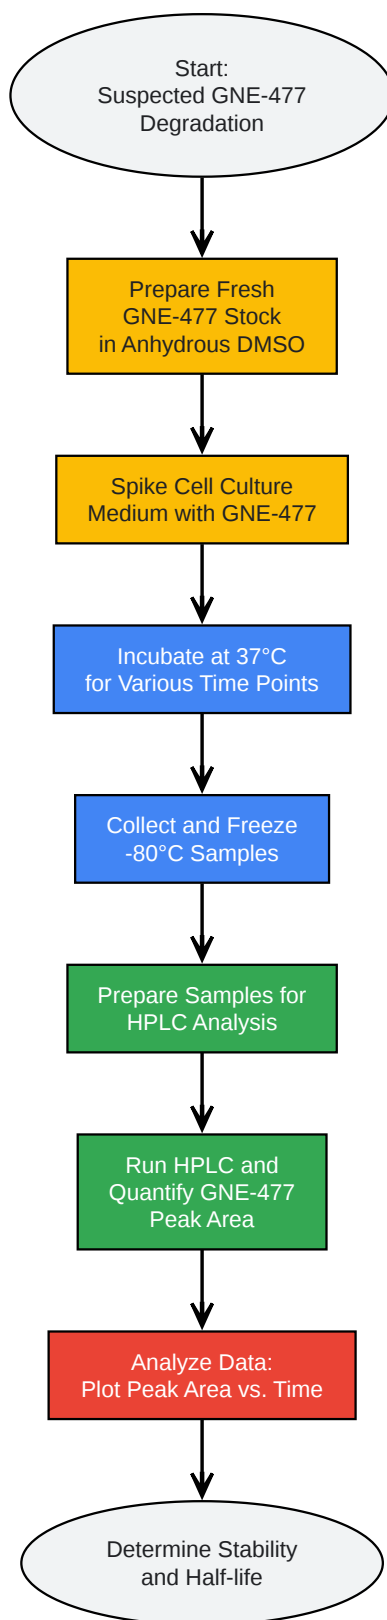 Start:
Suspected GNE-477
Degradation
Prepare Fresh
GNE-477 Stock
in Anhydrous DMSO
Spike Cell Culture
Medium with GNE-477
Incubate at 37°C
for Various Time Points
Collect and Freeze
-80°C Samples
Prepare Samples for
HPLC Analysis
Run HPLC and
Quantify GNE-477
Peak Area
Analyze Data:
Plot Peak Area vs. Time
Determine Stability
and Half-life